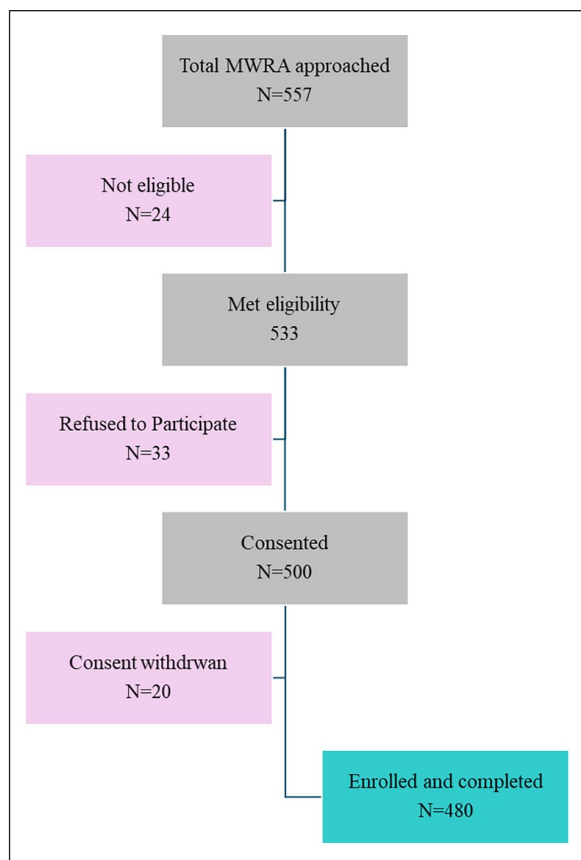 Total MWRA approached
N=557
Not eligible
N=24
Met eligibility
533
Refused to Participate
N=33
Consented
N=500
Consent withdrwan
N=20
Enrolled and completed
N=480